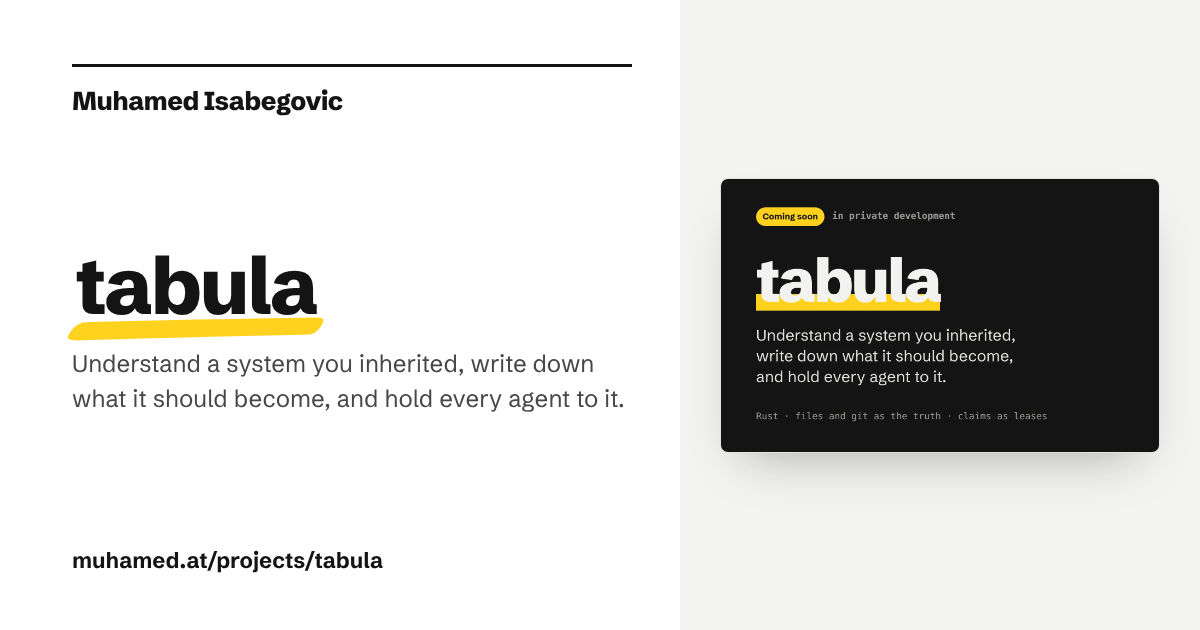 Muhamed Isabegovic
tabula
Understand a system you inherited, write down
what it should become, and hold every agent to it.
muhamed.at/projects/tabula
Coming soon in private development
tabula
Understand a system you inherited,
write down what it should become,
and hold every agent to it.
Rust · files and git as the truth · claims as leases